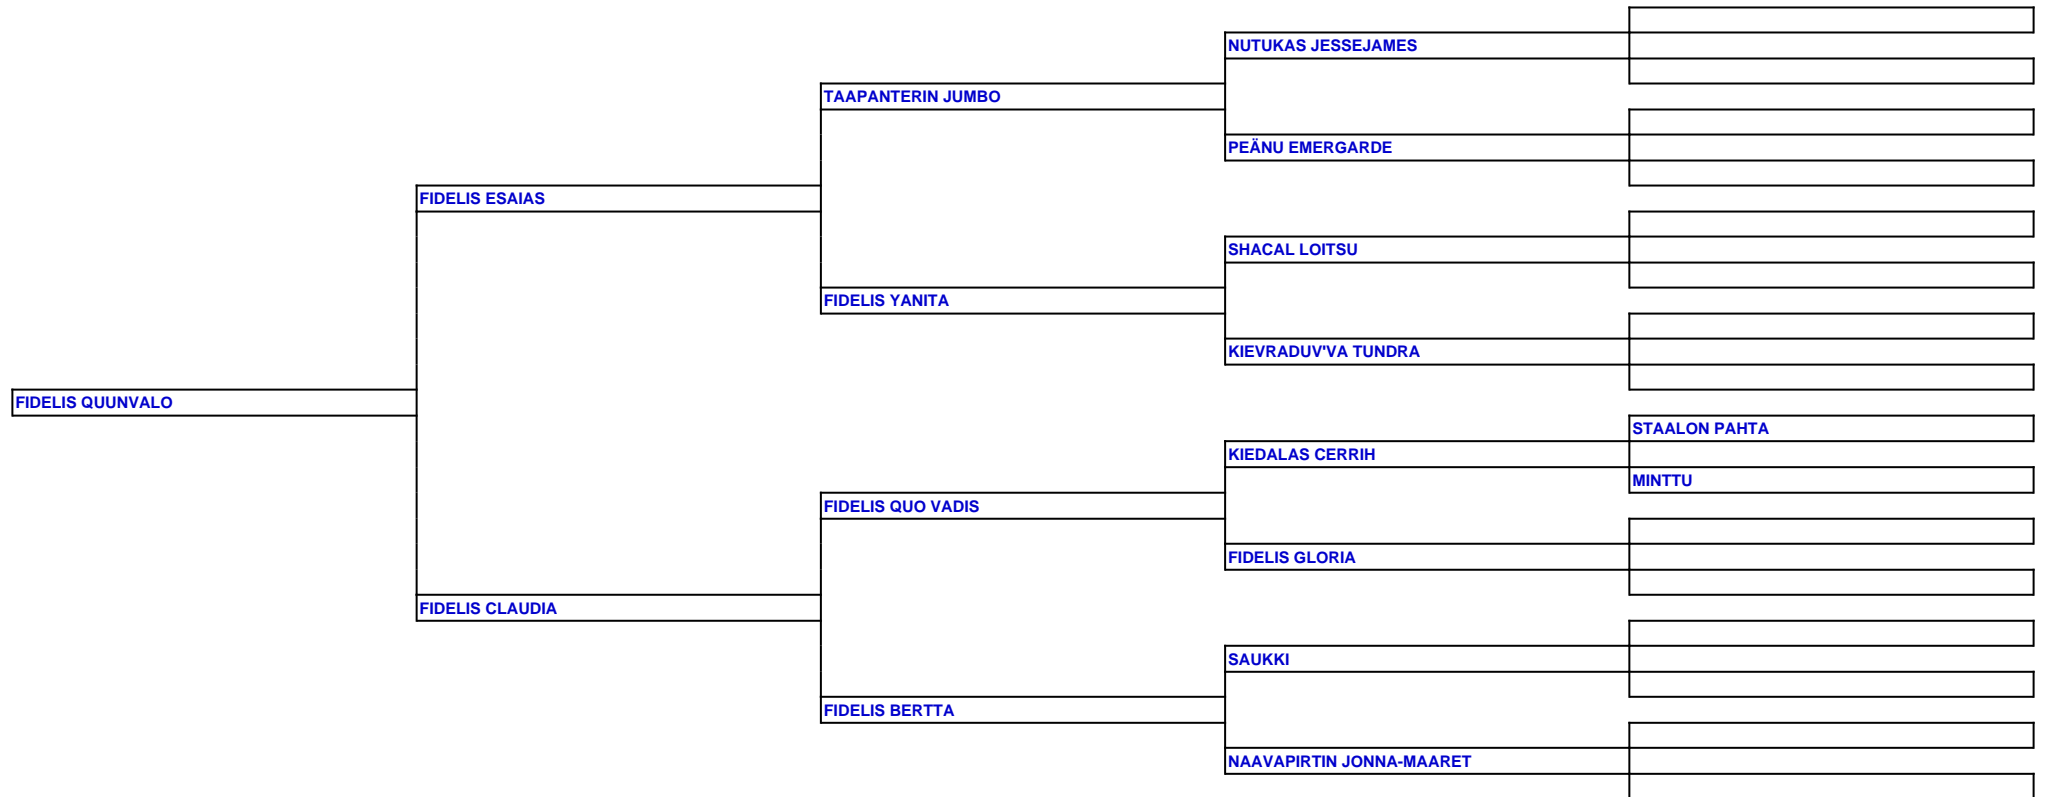 NUTUKAS JESSEJAMES
TAAPANTERIN JUMBO
PEÄNU EMERGARDE
FIDELIS ESAIAS
SHACAL LOITSU
FIDELIS YANITA
KIEVRADUV'VA TUNDRA
FIDELIS QUUNVALO
STAALON PAHTA
KIEDALAS CERRIH
MINTTU
FIDELIS QUO VADIS
FIDELIS GLORIA
FIDELIS CLAUDIA
SAUKKI
FIDELIS BERTTA
NAAVAPIRTIN JONNA-MAARET